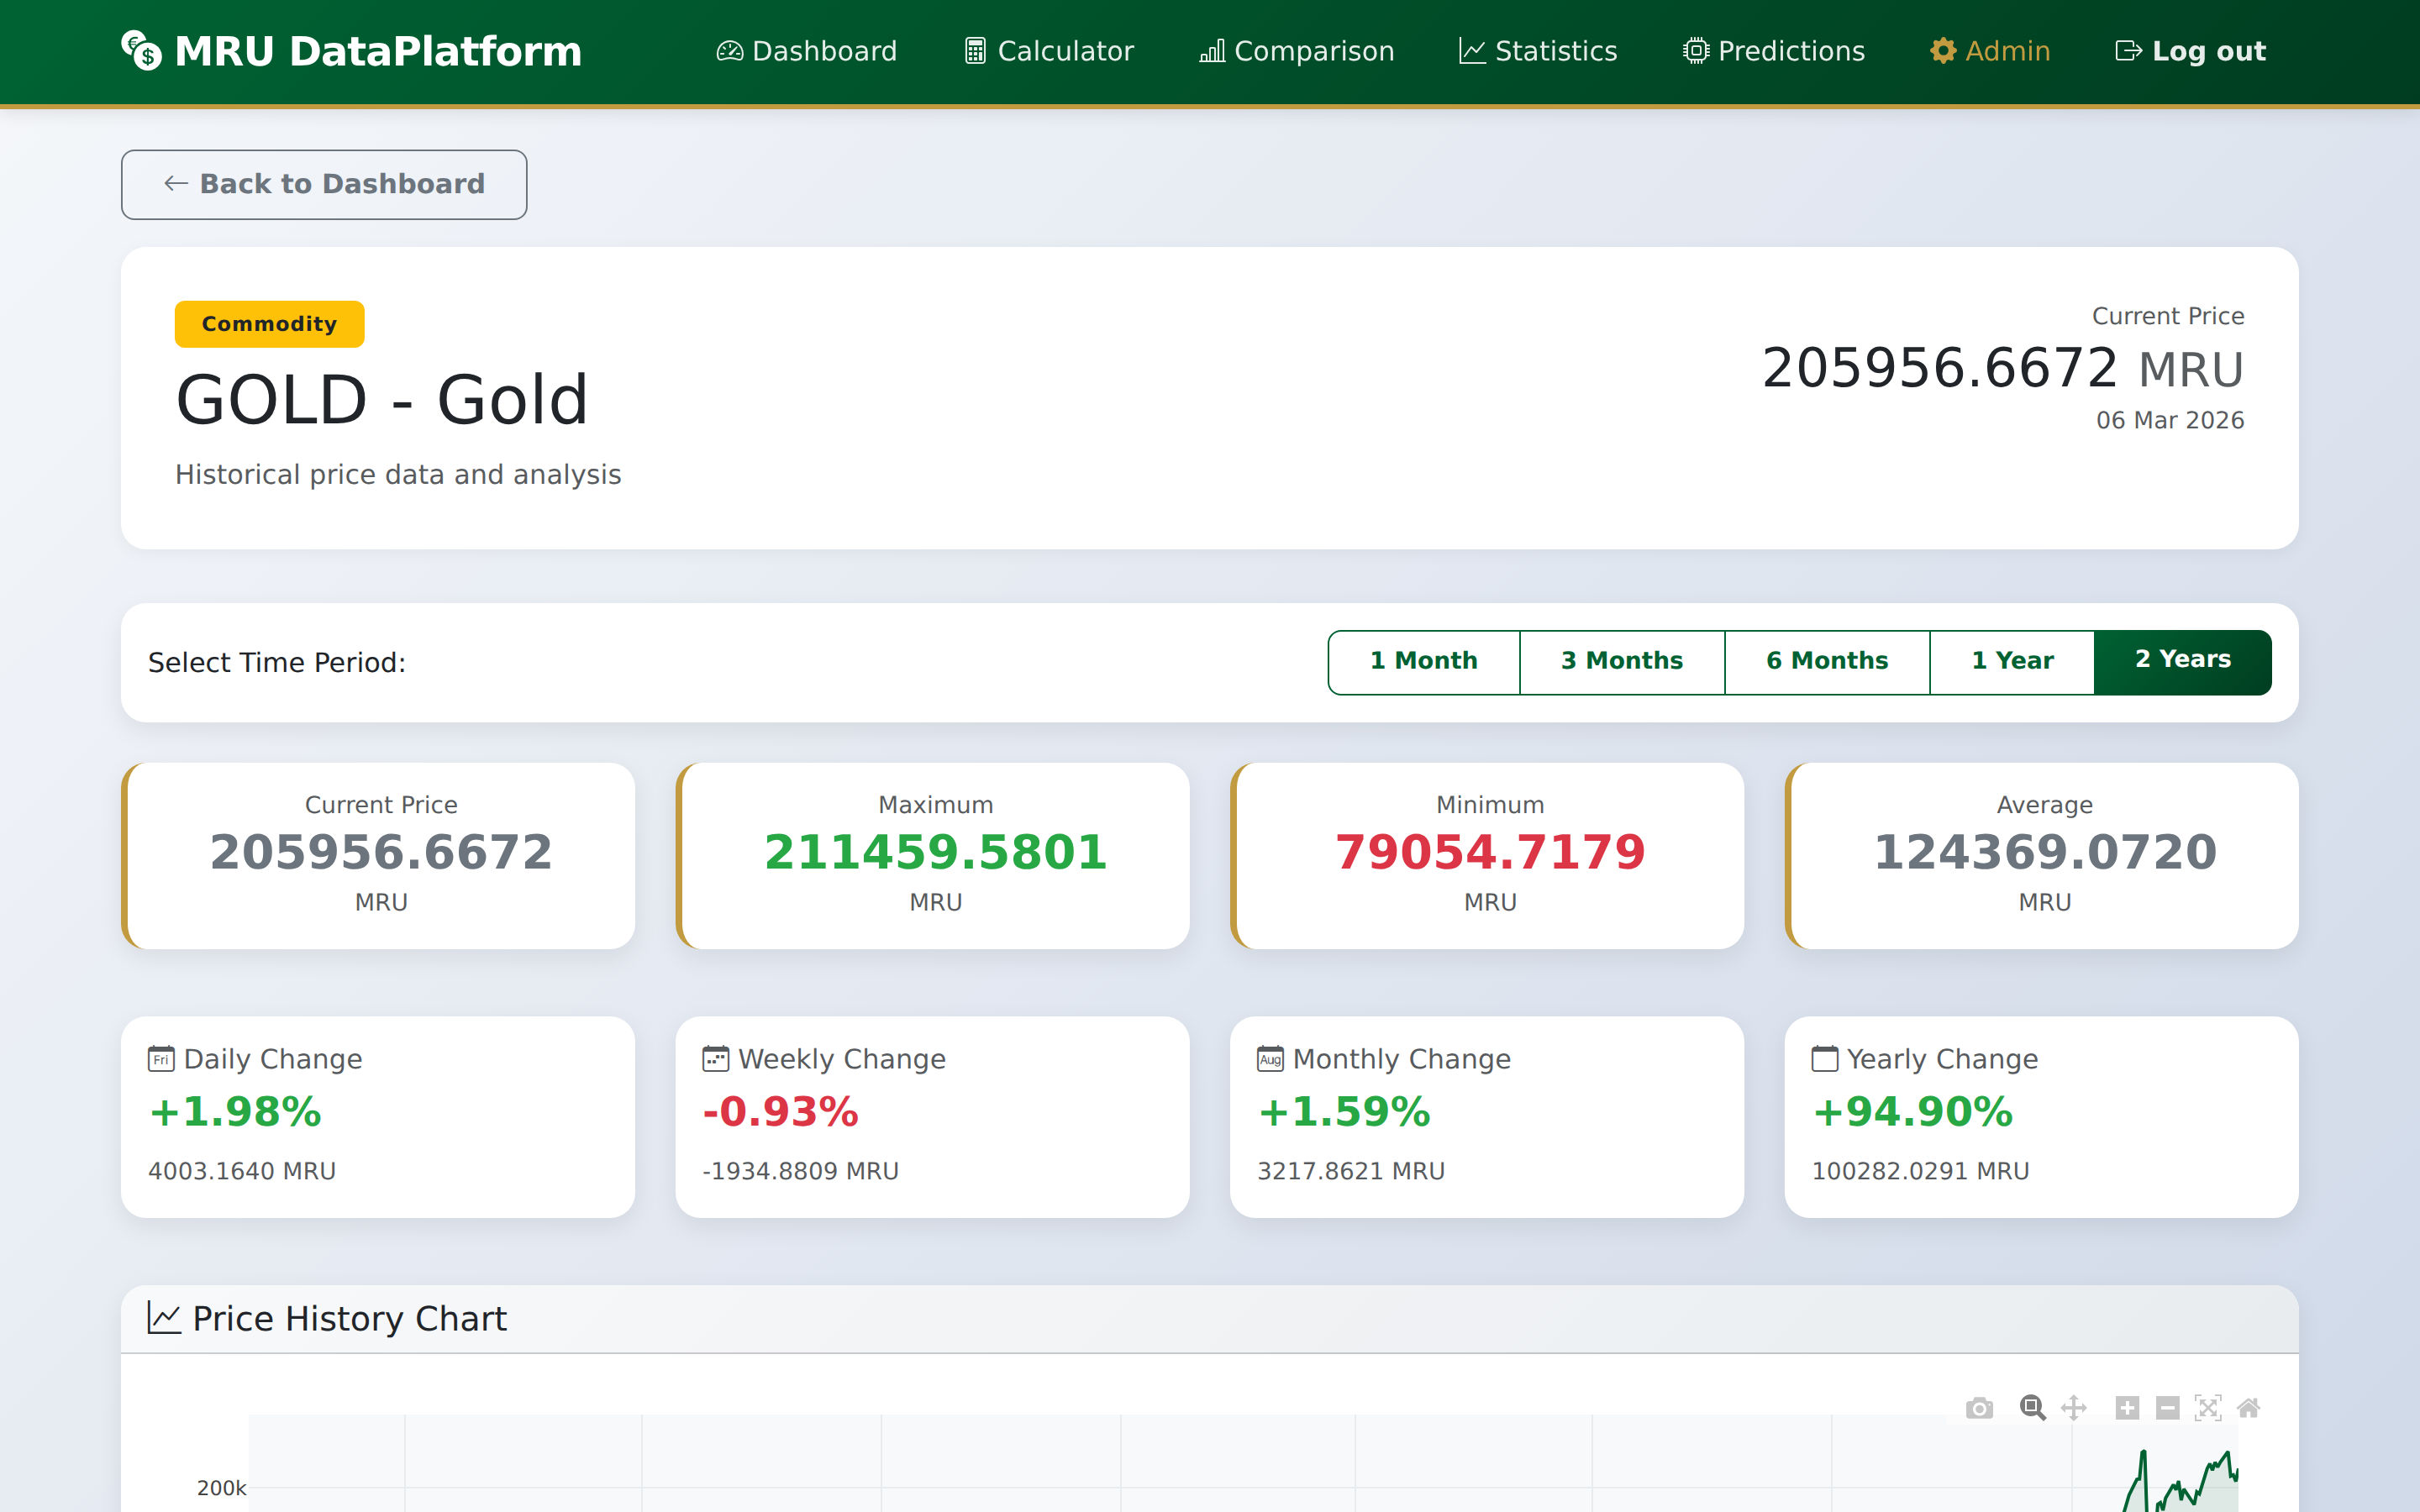 MRU DataPlatform
Dashboard
Calculator
Comparison
Statistics
Predictions
Admin
Log out
Back to Dashboard
Commodity
GOLD - Gold
Historical price data and analysis
Current Price
205956.6672 MRU
06 Mar 2026
Select Time Period:
1 Month
3 Months
6 Months
1 Year
2 Years
Current Price
205956.6672
MRU
Maximum
211459.5801
MRU
Minimum
79054.7179
MRU
Average
124369.0720
MRU
Fri
Daily Change
+1.98%
4003.1640 MRU
Weekly Change
-0.93%
-1934.8809 MRU
Aug
Monthly Change
+1.59%
3217.8621 MRU
Yearly Change
+94.90%
100282.0291 MRU
Price History Chart
200k